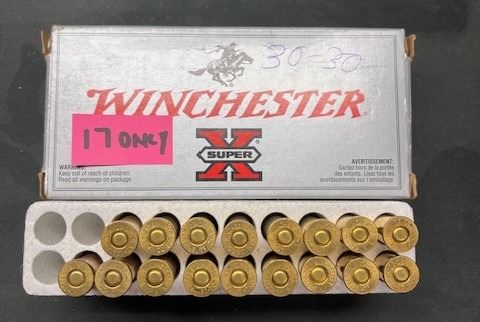 30-30
WINCHESTER
17 ONLY
X
SUPER
WARNING:
Keep out of reach of children.
Read all warnings on package.
AVERTISSEMENT:
Gardez hors de la portée
des enfants. Lisez tous les
avertissements sur l'emballage.